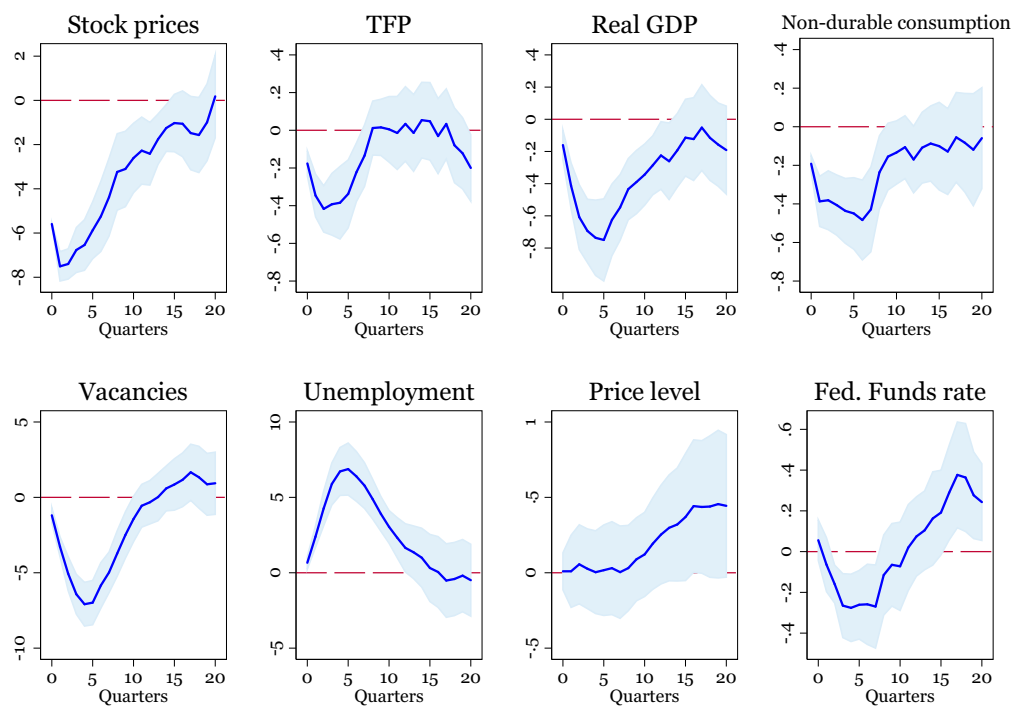 Stock prices
TFP
Real GDP
Non-durable consumption
2
0
-2
-4
-6
-8
0 5 10 15 20
Quarters
.4
.2
0
-.2
-.4
-.6
-.8
0 5 10 15 20
Quarters
.4
.2
0
-.2
-.4
-.6
-.8
0 5 10 15 20
Quarters
.4
.2
0
-.2
-.4
-.6
-.8
0 5 10 15 20
Quarters
Vacancies
Unemployment
Price level
Fed. Funds rate
5
0
-5
-10
0 5 10 15 20
Quarters
10
5
0
-5
0 5 10 15 20
Quarters
1
.5
0
-.5
0 5 10 15 20
Quarters
.6
.4
.2
0
-.2
-.4
0 5 10 15 20
Quarters